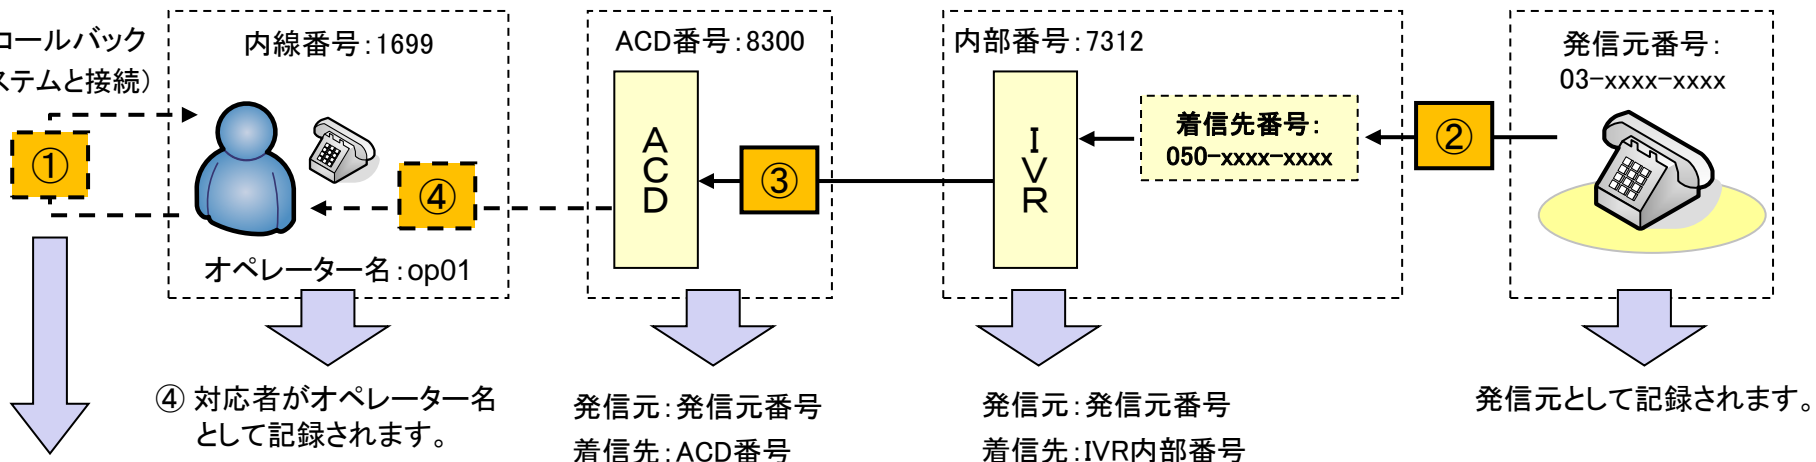 コールバック
ステムと接続）
①
内線番号：1699
④
オペレーター名：op01
④ 対応者がオペレーター名
として記録されます。
ACD番号：8300
ACD
③
発信元：発信元番号
着信先：ACD番号
内部番号：7312
IVR
着信先番号：
050-xxxx-xxxx
②
発信元：発信元番号
着信先：IVR内部番号
発信元番号：
03-xxxx-xxxx
発信元として記録されます。